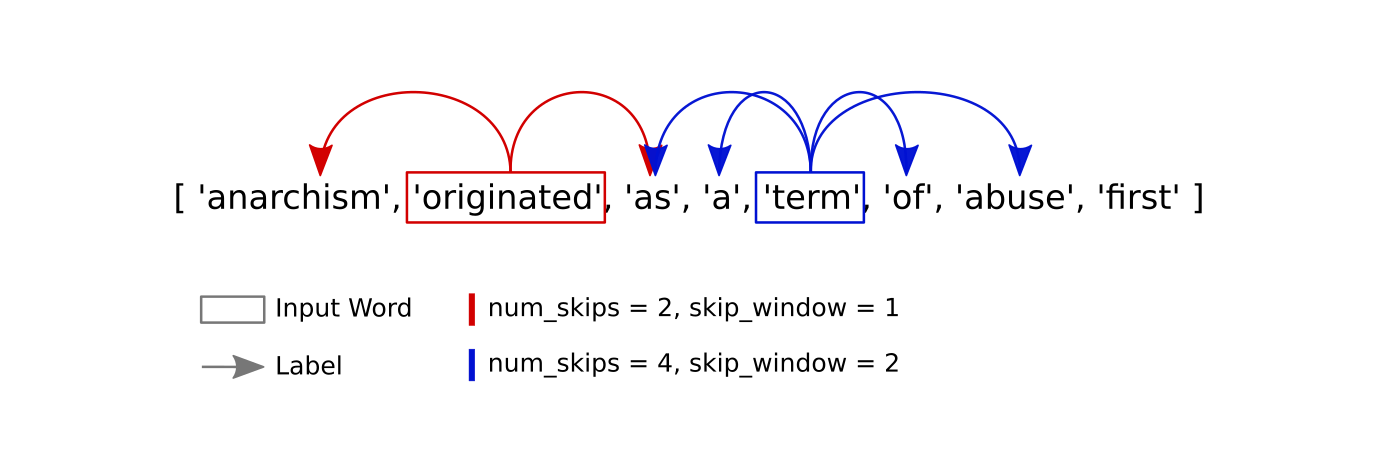 [ 'anarchism', 'originated', 'as', 'a', 'term', 'of', 'abuse', 'first' ]
Input Word
num_skips = 2, skip_window = 1
Label
num_skips = 4, skip_window = 2